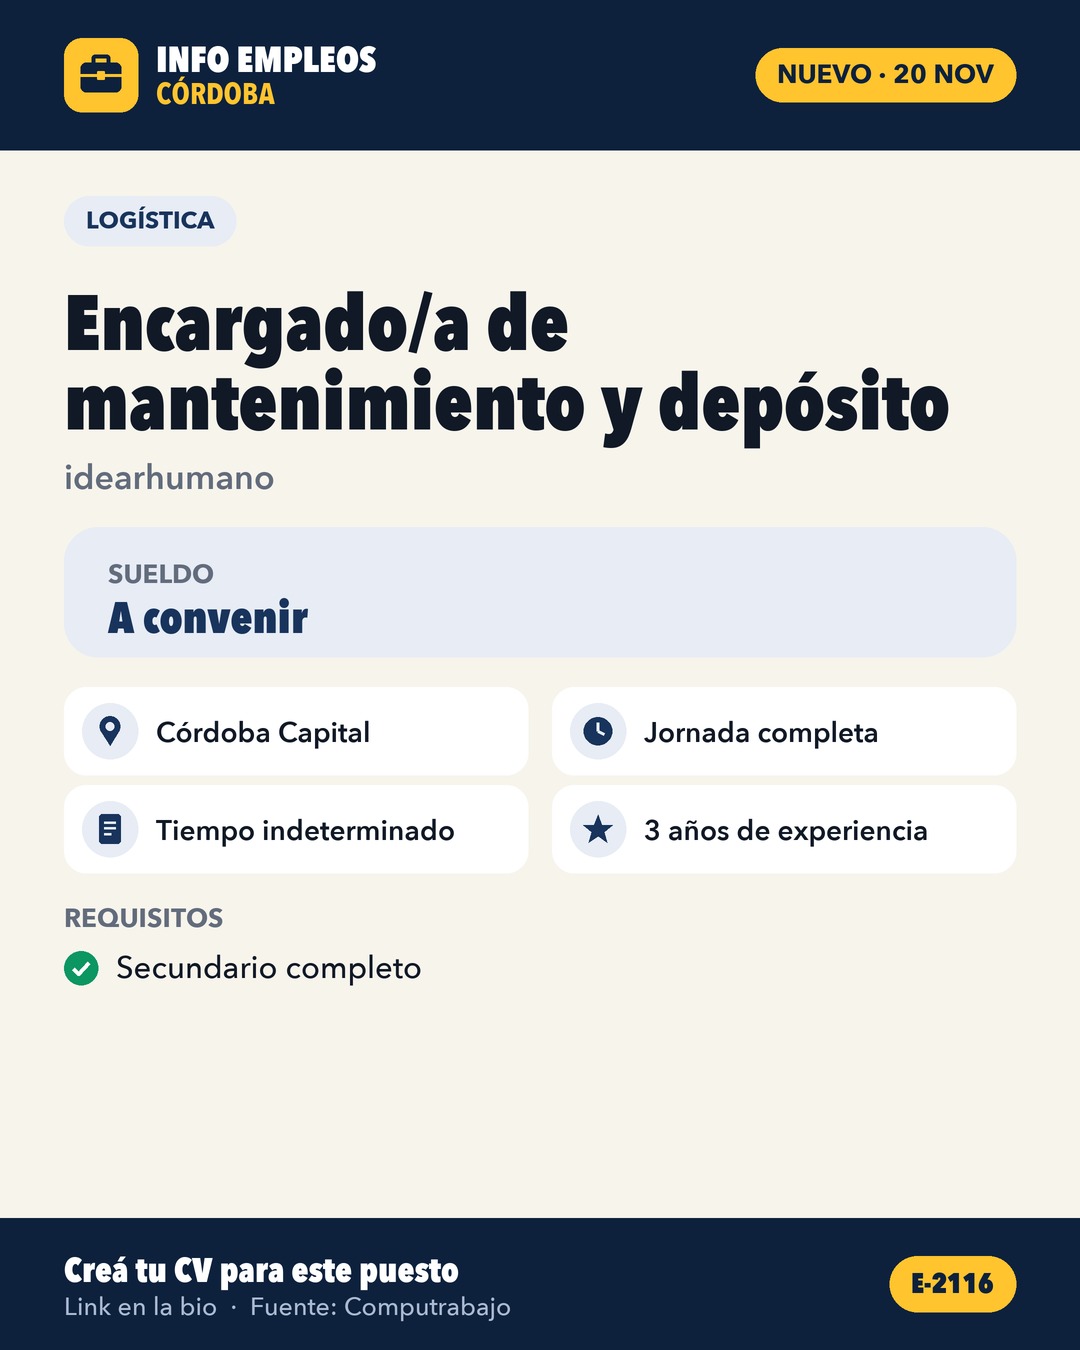 INFO EMPLEOS
CÓRDOBA
NUEVO · 20 NOV
LOGÍSTICA
Encargado/a de
mantenimiento y depósito
idearhumano
SUELDO
A convenir
Córdoba Capital
Jornada completa
Tiempo indeterminado
3 años de experiencia
REQUISITOS
Secundario completo
Creá tu CV para este puesto
Link en la bio · Fuente: Computrabajo
E-2116